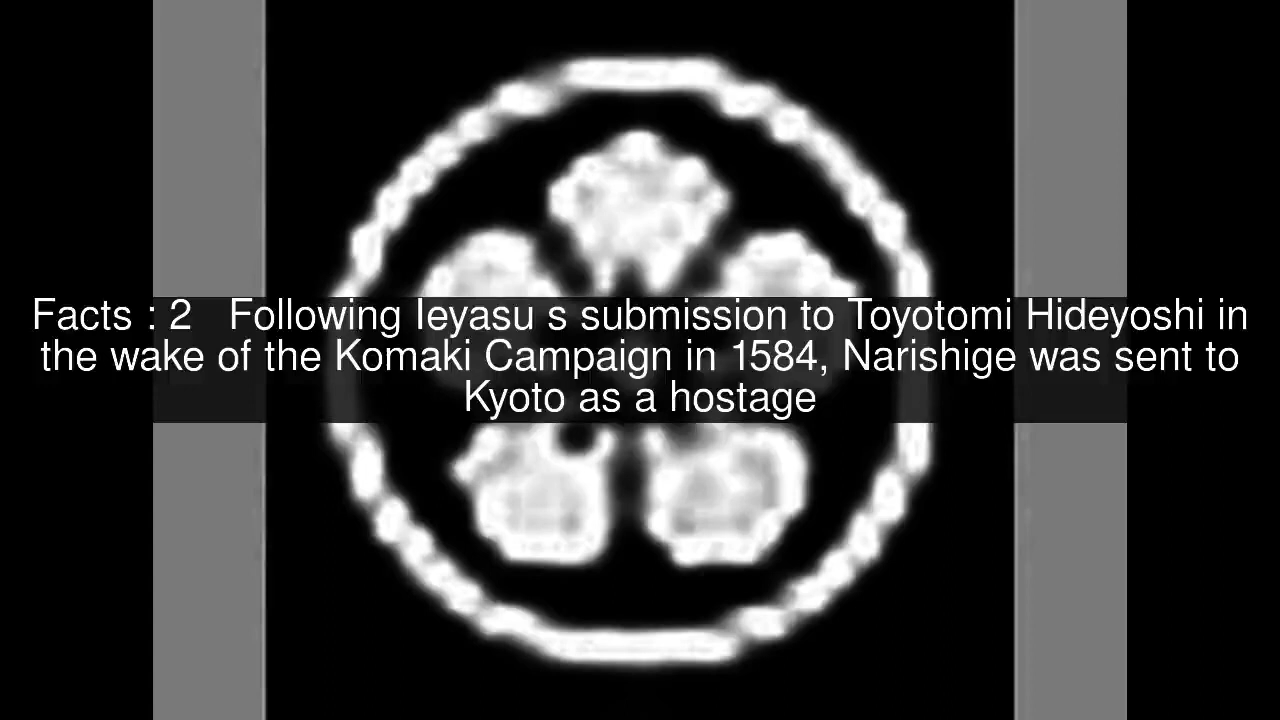 Facts : 2   Following Ieyasu s submission to Toyotomi Hideyoshi in
the wake of the Komaki Campaign in 1584, Narishige was sent to
Kyoto as a hostage